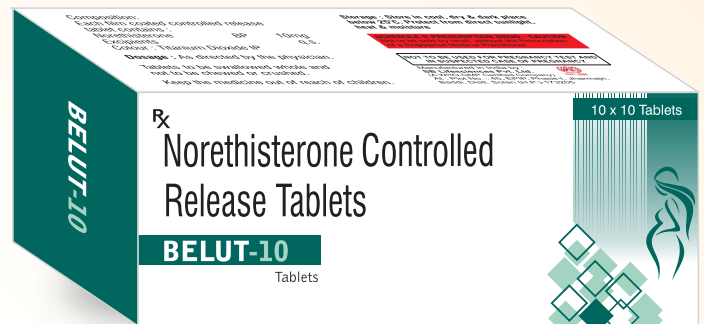 Composition:
Each film coated controlled release
tablet contains :
Norethisterone BP 10mg
Excipients q.s.
Colour : Titanium Dioxide IP
Dosage : As directed by the physician.
Tablets to be swallowed whole and
not to be chewed or crushed.
Keep the medicine out of reach of children.
Storage : Store in cool, dry & dark place
below 25°C. Protect from direct sunlight,
heat & moisture
NOT TO BE USED FOR PREGNANCY TEST AND
IN SUSPECTED CASE OF PREGNANCY
Manufactured in India by
BELUT-10
Rx
Norethisterone Controlled
Release Tablets
BELUT-10
Tablets
10 x 10 Tablets